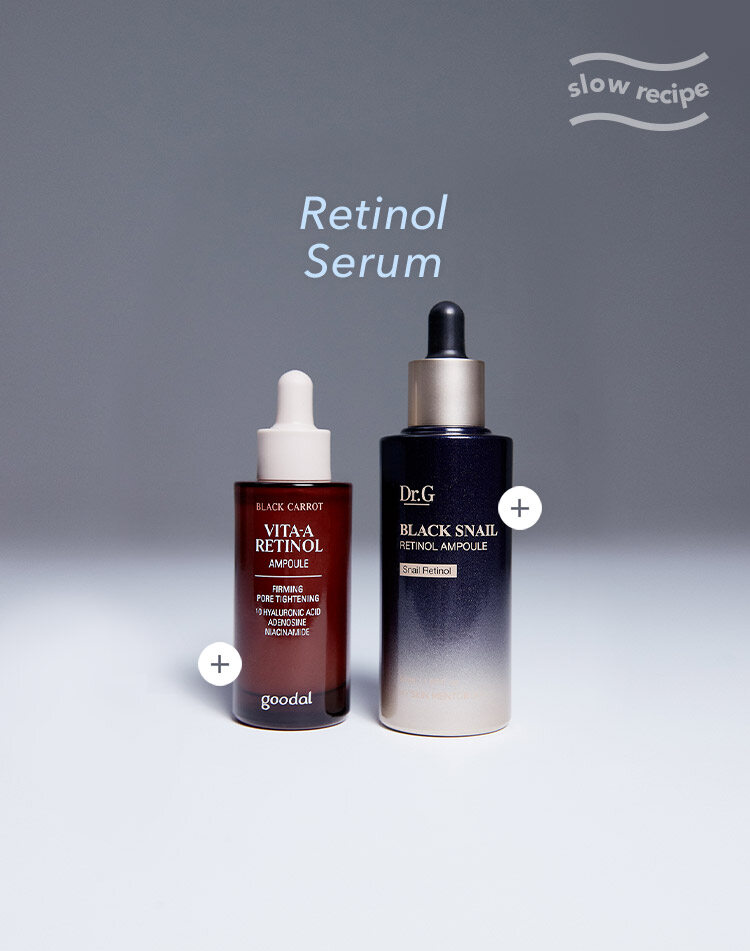 slow recipe
Retinol
Serum
BLACK CARROT
VITA-A
RETINOL
AMPOULE
FIRMING
PORE TIGHTENING
10 HYALURONIC ACID
ADENOSINE
NIACINAMIDE
goodal
Dr.G
BLACK SNAIL
RETINOL AMPOULE
Snail Retinol